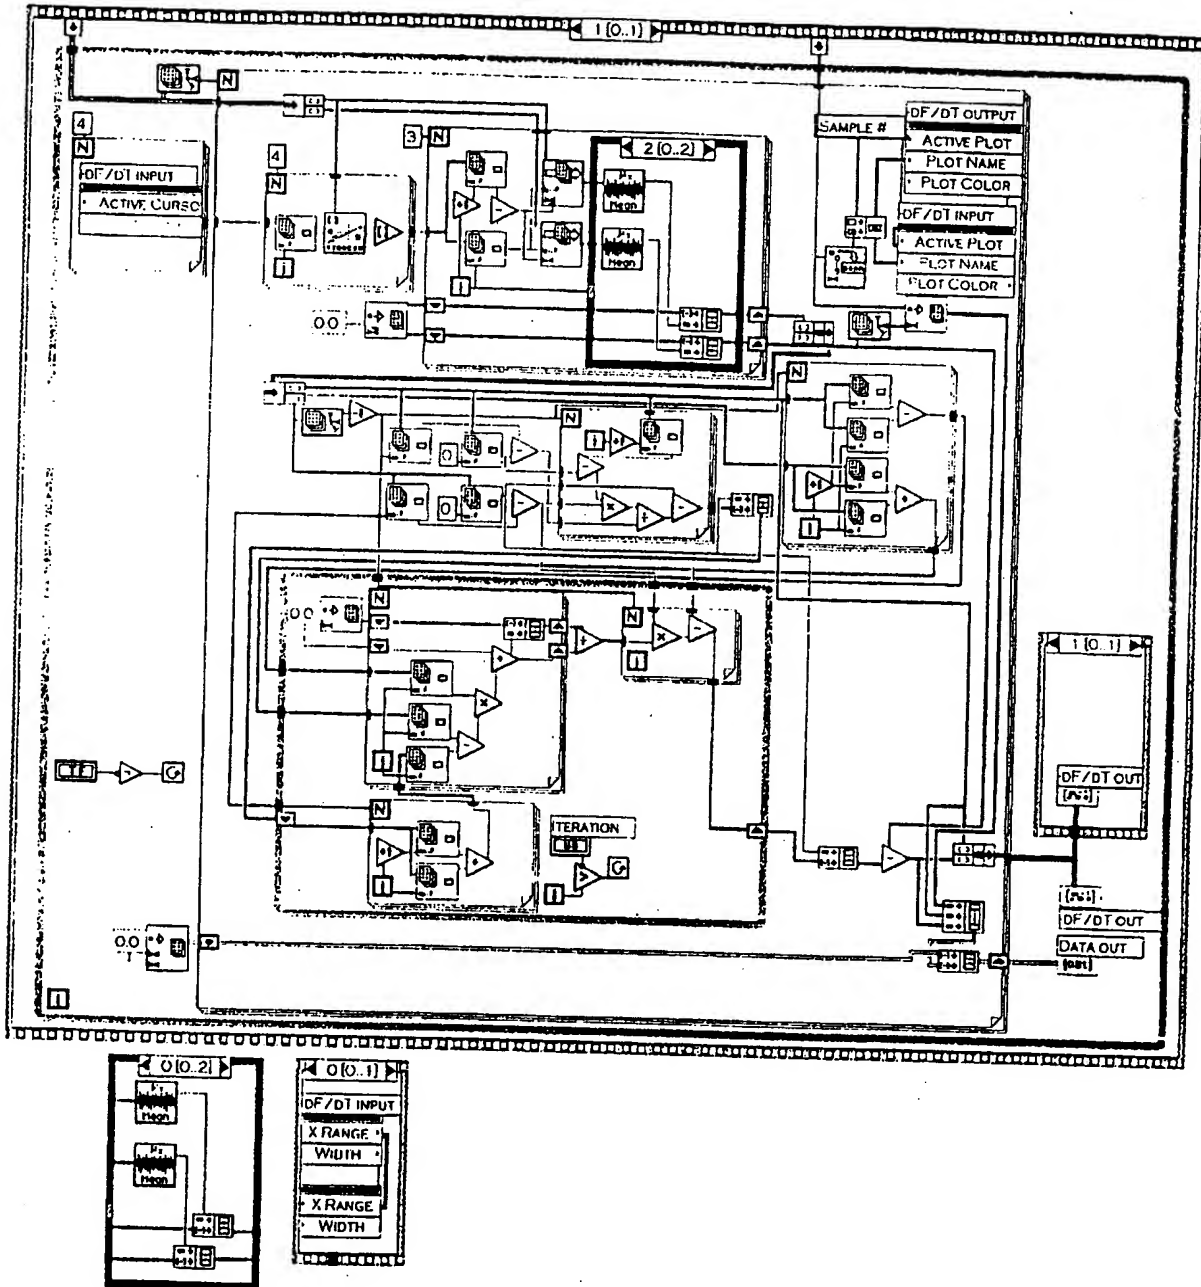 1 [0..1]
N
4
N
DF/DT INPUT
ACTIVE CURSO
4
N
3
N
2 [0..2]
Mean
Mean
SAMPLE #
DF/DT OUTPUT
ACTIVE PLOT
PLOT NAME
PLOT COLOR
DF/DT INPUT
ACTIVE PLOT
PLOT NAME
PLOT COLOR
0.0
N
N
0
0
N
0.0
N
N
ITERATION
1 [0..1]
DF/DT OUT
DF/DT OUT
DATA OUT
0.0
0 [0..2]
Mean
Mean
0 [0..1]
DF/DT INPUT
X RANGE
WIDTH
X RANGE
WIDTH